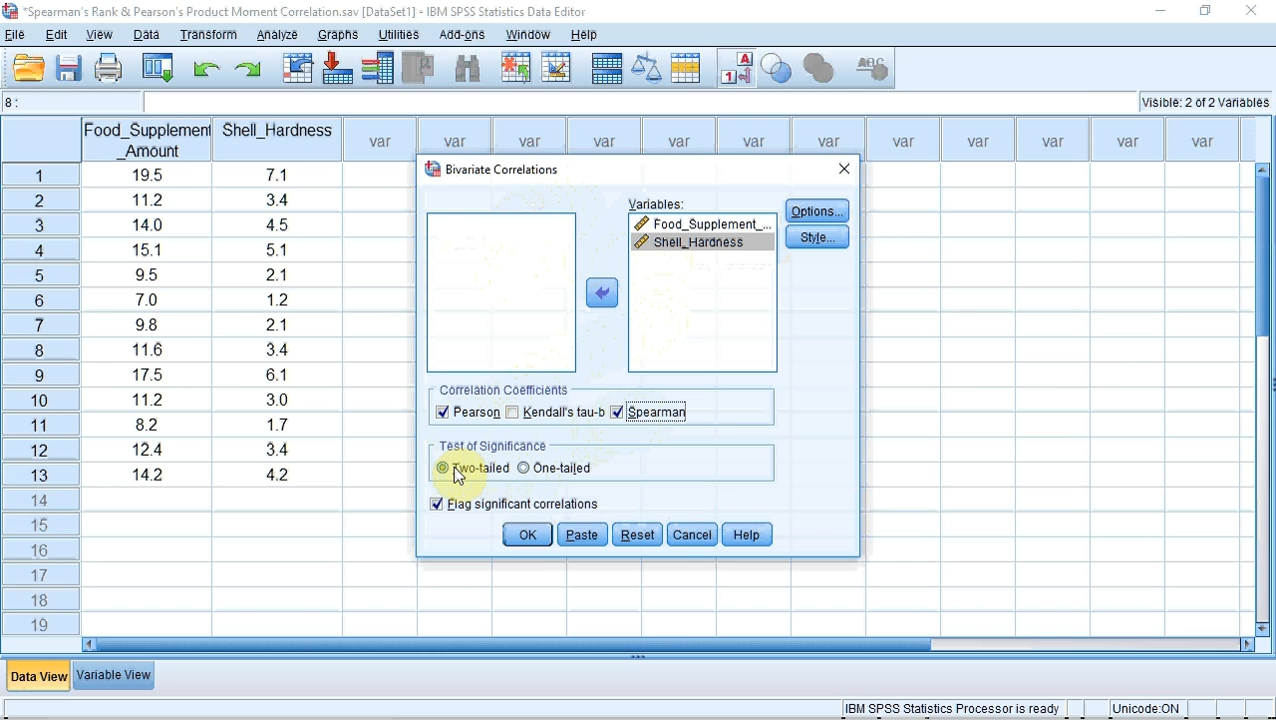 *Spearman's Rank & Pearson's Product Moment Correlation.sav [DataSet1] - IBM SPSS Statistics Data Editor
File Edit View Data Transform Analyze Graphs Utilities Add-ons Window Help
8 :
Visible: 2 of 2 Variables
Food_Supplement_Amount Shell_Hardness var var var var var var var var var var var var
1 19.5 7.1
2 11.2 3.4
3 14.0 4.5
4 15.1 5.1
5 9.5 2.1
6 7.0 1.2
7 9.8 2.1
8 11.6 3.4
9 17.5 6.1
10 11.2 3.0
11 8.2 1.7
12 12.4 3.4
13 14.2 4.2
14
15
16
17
18
19
Bivariate Correlations
Variables:
Food_Supplement_...
Shell_Hardness
Options...
Style...
Correlation Coefficients
Pearson Kendall's tau-b Spearman
Test of Significance
Two-tailed One-tailed
Flag significant correlations
OK Paste Reset Cancel Help
Data View Variable View
IBM SPSS Statistics Processor is ready Unicode:ON